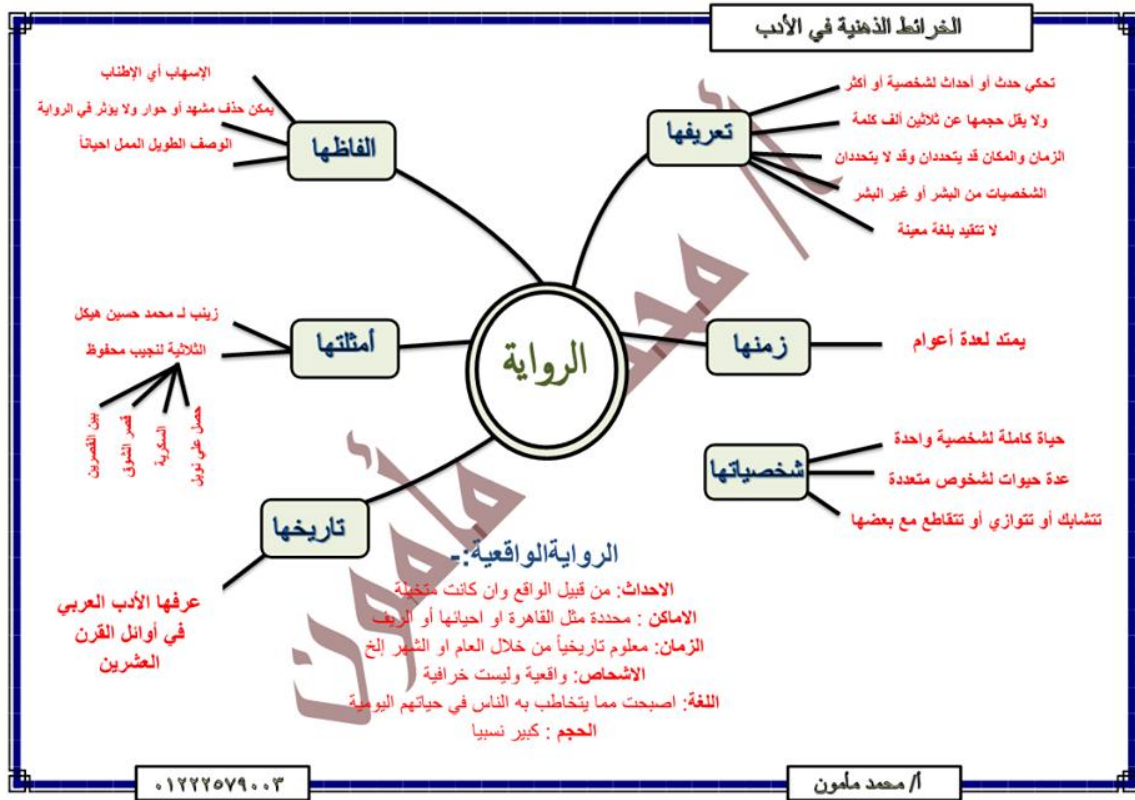 الخرائط الذهنية في الأدب
الرواية
تعريفها
تحكي حدث أو أحداث لشخصية أو أكثر
ولا يقل حجمها عن ثلاثين ألف كلمة
الزمان والمكان قد يتحددان وقد لا يتحددان
الشخصيات من البشر أو غير البشر
لا تتقيد بلغة معينة
زمنها
يمتد لعدة أعوام
شخصياتها
حياة كاملة لشخصية واحدة
عدة حيوات لشخوص متعددة
تتشابك أو تتوازي أو تتقاطع مع بعضها
الفاظها
الإسهاب أي الإطناب
يمكن حذف مشهد أو حوار ولا يؤثر في الرواية
الوصف الطويل الممل احياناً
أمثلتها
زينب لـ محمد حسين هيكل
الثلاثية لنجيب محفوظ
بين القصرين
قصر الشوق
السكرية
حصل علي نوبل
تاريخها
عرفها الأدب العربي
في أوائل القرن
العشرين
الروايةالواقعية:-
الاحداث: من قبيل الواقع وان كانت متخيلة
الاماكن : محددة مثل القاهرة او احيائها أو الريف
الزمان: معلوم تاريخياً من خلال العام او الشهر إلخ
الاشخاص: واقعية وليست خرافية
اللغة: اصبحت مما يتخاطب به الناس في حياتهم اليومية
الحجم : كبير نسبيا
أ/ محمد مأمون
أ/ محمد مأمون
٠١٢٢٢٥٧٩٠٠٣